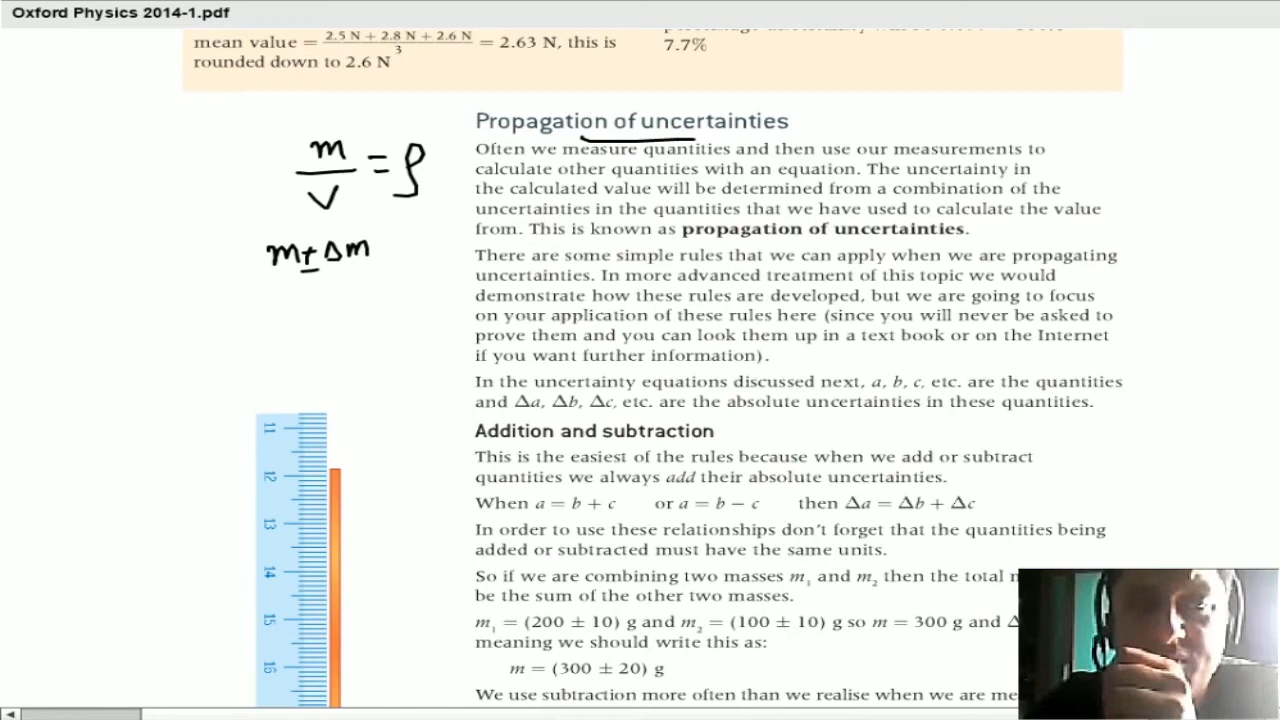 Oxford Physics 2014-1.pdf
mean value = 2.5 N + 2.8 N + 2.6 N / 3 = 2.63 N, this is
rounded down to 2.6 N
7.7%
m / V = ρ
m ± Δm
Propagation of uncertainties
Often we measure quantities and then use our measurements to
calculate other quantities with an equation. The uncertainty in
the calculated value will be determined from a combination of the
uncertainties in the quantities that we have used to calculate the value
from. This is known as propagation of uncertainties.
There are some simple rules that we can apply when we are propagating
uncertainties. In more advanced treatment of this topic we would
demonstrate how these rules are developed, but we are going to focus
on your application of these rules here (since you will never be asked to
prove them and you can look them up in a text book or on the Internet
if you want further information).
In the uncertainty equations discussed next, a, b, c, etc. are the quantities
and Δa, Δb, Δc, etc. are the absolute uncertainties in these quantities.
Addition and subtraction
This is the easiest of the rules because when we add or subtract
quantities we always add their absolute uncertainties.
When a = b + c or a = b − c then Δa = Δb + Δc
In order to use these relationships don't forget that the quantities being
added or subtracted must have the same units.
So if we are combining two masses m₁ and m₂ then the total
be the sum of the other two masses.
m₁ = (200 ± 10) g and m₂ = (100 ± 10) g so m = 300 g and Δ
meaning we should write this as:
m = (300 ± 20) g
We use subtraction more often than we realise when we are
11
12
13
14
15
16